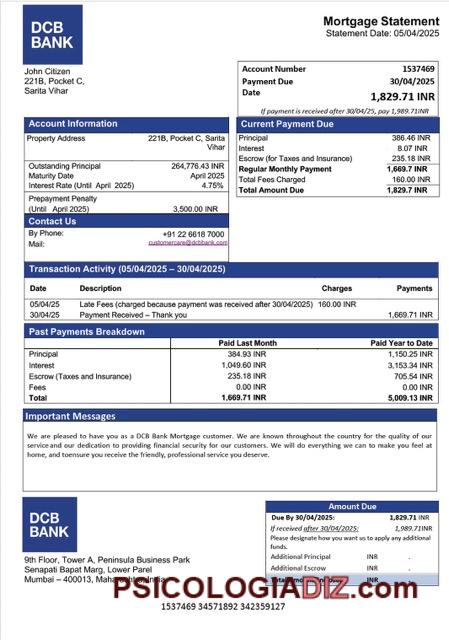 DCB
BANK
Mortgage Statement
Statement Date: 05/04/2025
John Citizen
221B, Pocket C,
Sarita Vihar
Account Number 1537469
Payment Due 30/04/2025
Date 1,829.71 INR
If payment is received after 30/04/25, pay 1,989.71INR
Account Information
Property Address 221B, Pocket C, Sarita
Vihar
Outstanding Principal 264,776.43 INR
Maturity Date April 2025
Interest Rate (Until April 2025) 4.75%
Prepayment Penalty
(Until April 2025) 3,500.00 INR
Contact Us
By Phone: +91 22 6618 7000
Mail: customercare@dcbbank.com
Current Payment Due
Principal 386.46 INR
Interest 8.07 INR
Escrow (for Taxes and Insurance) 235.18 INR
Regular Monthly Payment 1,669.7 INR
Total Fees Charged 160.00 INR
Total Amount Due 1,829.7 INR
Transaction Activity (05/04/2025 – 30/04/2025)
Date Description Charges Payments
05/04/25 Late Fees (charged because payment was received after 30/04/2025) 160.00 INR
30/04/25 Payment Received – Thank you 1,669.71 INR
Past Payments Breakdown
Paid Last Month Paid Year to Date
Principal 384.93 INR 1,150.25 INR
Interest 1,049.60 INR 3,153.34 INR
Escrow (Taxes and Insurance) 235.18 INR 705.54 INR
Fees 0.00 INR 0.00 INR
Total 1,669.71 INR 5,009.13 INR
Important Messages
We are pleased to have you as a DCB Bank Mortgage customer. We are known throughout the country for the quality of our
service and our dedication to providing financial security for our customers. We will do everything we can to make you feel at
home, and toensure you receive the friendly, professional service you deserve.
DCB
BANK
9th Floor, Tower A, Peninsula Business Park
Senapati Bapat Marg, Lower Parel
Mumbai – 400013, Maharashtra, India
Amount Due
Due By 30/04/2025: 1,829.71 INR
If received after 30/04/2025: 1,989.71INR
Please designate how you want us to apply any additional
funds.
Additional Principal INR .
Additional Escrow INR .
INR .
PSICOLOGIADIZ.com
1537469 34571892 342359127